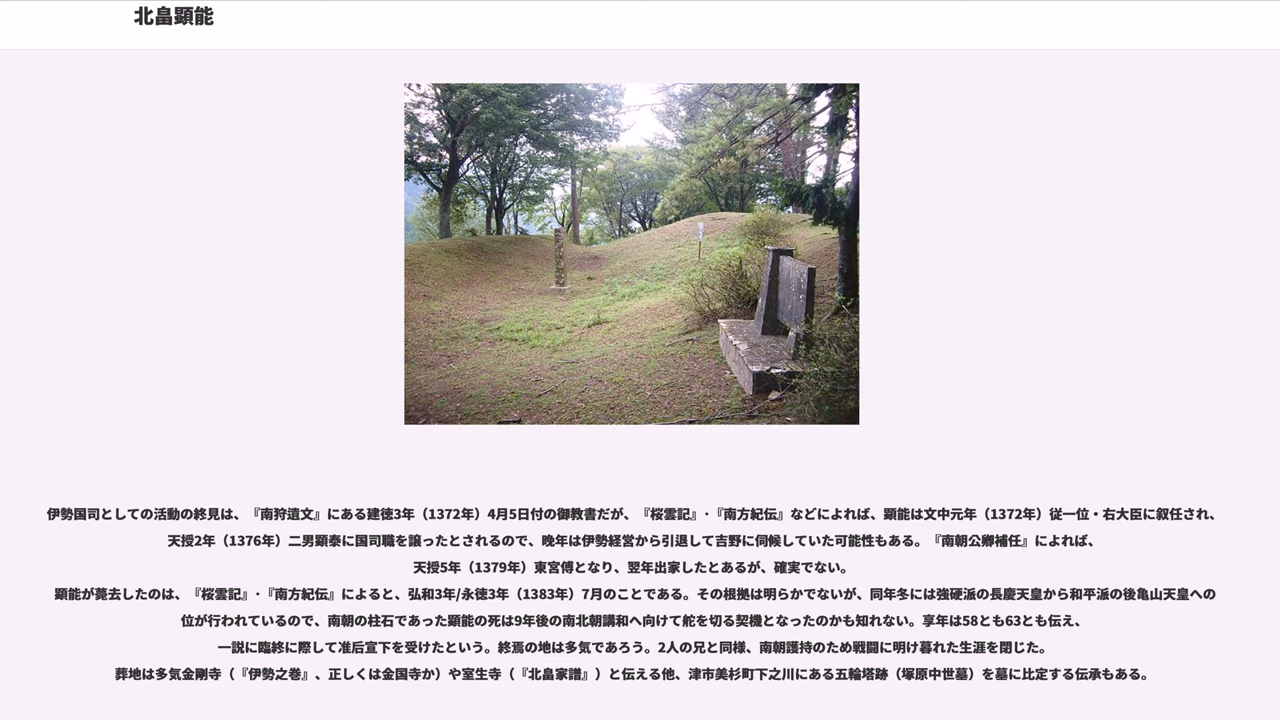 北畠顕能
伊勢国司としての活動の終見は、『南狩遺文』にある建徳3年（1372年）4月5日付の御教書だが、『桜雲記』・『南方紀伝』などによれば、顕能は文中元年（1372年）従一位・右大臣に叙任され、
天授2年（1376年）二男顕泰に国司職を譲ったとされるので、晩年は伊勢経営から引退して吉野に伺候していた可能性もある。『南朝公卿補任』によれば、
天授5年（1379年）東宮傅となり、翌年出家したとあるが、確実でない。
顕能が薨去したのは、『桜雲記』・『南方紀伝』によると、弘和3年/永徳3年（1383年）7月のことである。その根拠は明らかでないが、同年冬には強硬派の長慶天皇から和平派の後亀山天皇への
位が行われているので、南朝の柱石であった顕能の死は9年後の南北朝講和へ向けて舵を切る契機となったのかも知れない。享年は58とも63とも伝え、
一説に臨終に際して准后宣下を受けたという。終焉の地は多気であろう。2人の兄と同様、南朝護持のため戦闘に明け暮れた生涯を閉じた。
葬地は多気金剛寺（『伊勢之巻』、正しくは金国寺か）や室生寺（『北畠家譜』）と伝える他、津市美杉町下之川にある五輪塔跡（塚原中世墓）を墓に比定する伝承もある。